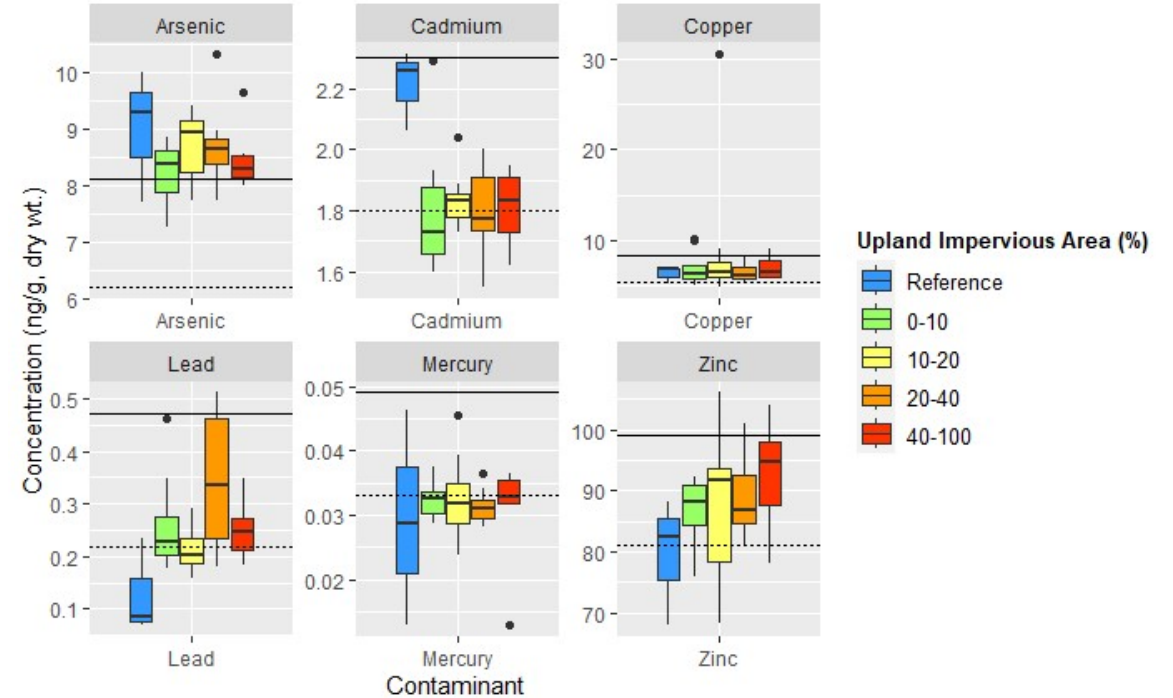 Arsenic
Cadmium
Copper
Concentration (ng/g, dry wt.)
10
9
8
7
6
2.2
2.0
1.8
1.6
30
20
10
Arsenic
Cadmium
Copper
Lead
Mercury
Zinc
0.5
0.4
0.3
0.2
0.1
0.05
0.04
0.03
0.02
100
90
80
70
Lead
Mercury
Zinc
Contaminant
Upland Impervious Area (%)
Reference
0-10
10-20
20-40
40-100